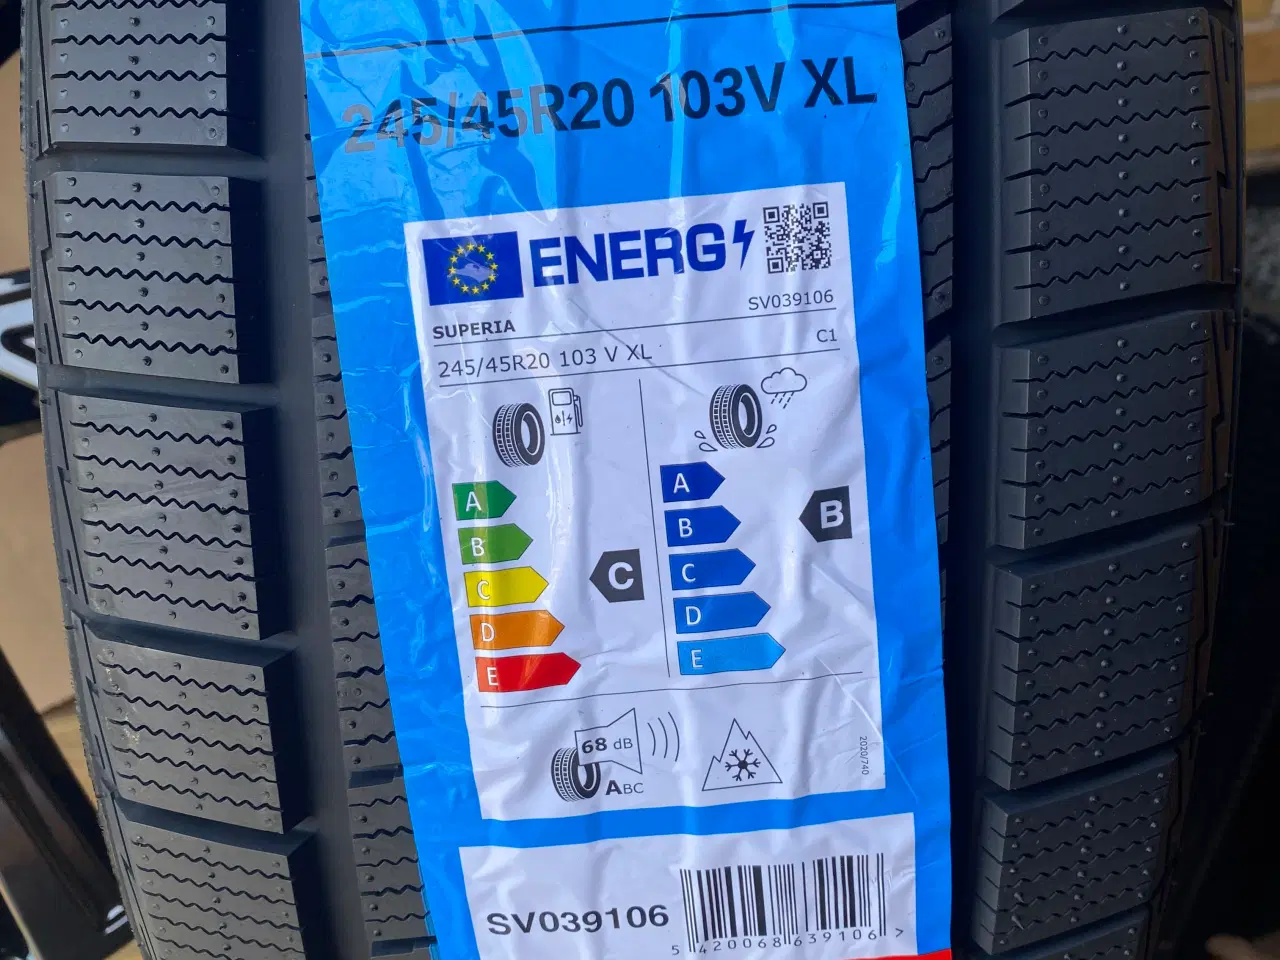 245/45R20 103V XL
ENERG
SUPERIA SV039106
245/45R20 103 V XL C1
A A
B B B
C C C
D D
E E
68 dB
ABC
2020/740
SV039106
5 420068 639106 >